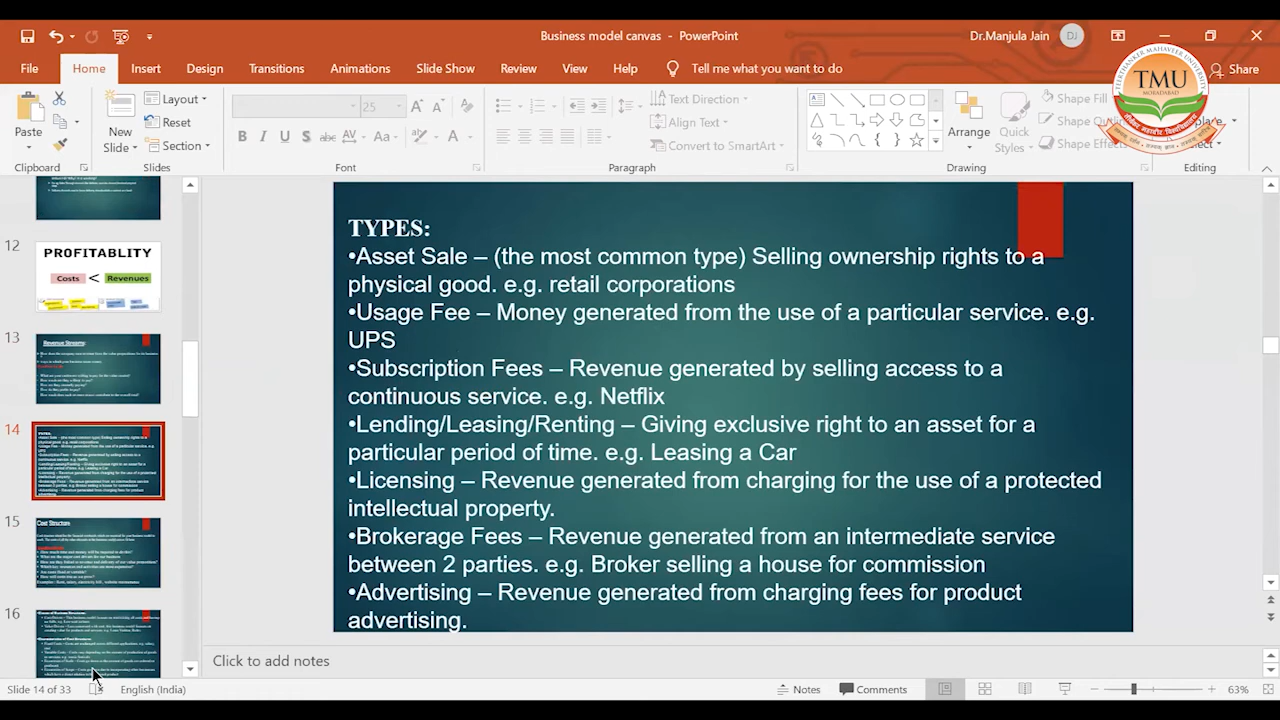 Business model canvas - PowerPoint
Dr.Manjula Jain
DJ
File
Home
Insert
Design
Transitions
Animations
Slide Show
Review
View
Help
Tell me what you want to do
Share
TEERTHANKER MAHAVEER UNIVERSITY
TMU
MORADABAD
Paste
New
Slide
Layout
Reset
Section
25
Text Direction
Align Text
Convert to SmartArt
Arrange
Quick
Styles
Shape Fill
Shape
Shape Effects
Clipboard
Slides
Font
Paragraph
Drawing
Editing
12
PROFITABLITY
Costs < Revenues
13
Revenue Streams:
14
15
Cost Structure
16
TYPES:
•Asset Sale – (the most common type) Selling ownership rights to a
physical good. e.g. retail corporations
•Usage Fee – Money generated from the use of a particular service. e.g.
UPS
•Subscription Fees – Revenue generated by selling access to a
continuous service. e.g. Netflix
•Lending/Leasing/Renting – Giving exclusive right to an asset for a
particular period of time. e.g. Leasing a Car
•Licensing – Revenue generated from charging for the use of a protected
intellectual property.
•Brokerage Fees – Revenue generated from an intermediate service
between 2 parties. e.g. Broker selling a house for commission
•Advertising – Revenue generated from charging fees for product
advertising.
Click to add notes
Slide 14 of 33
English (India)
Notes
Comments
63%